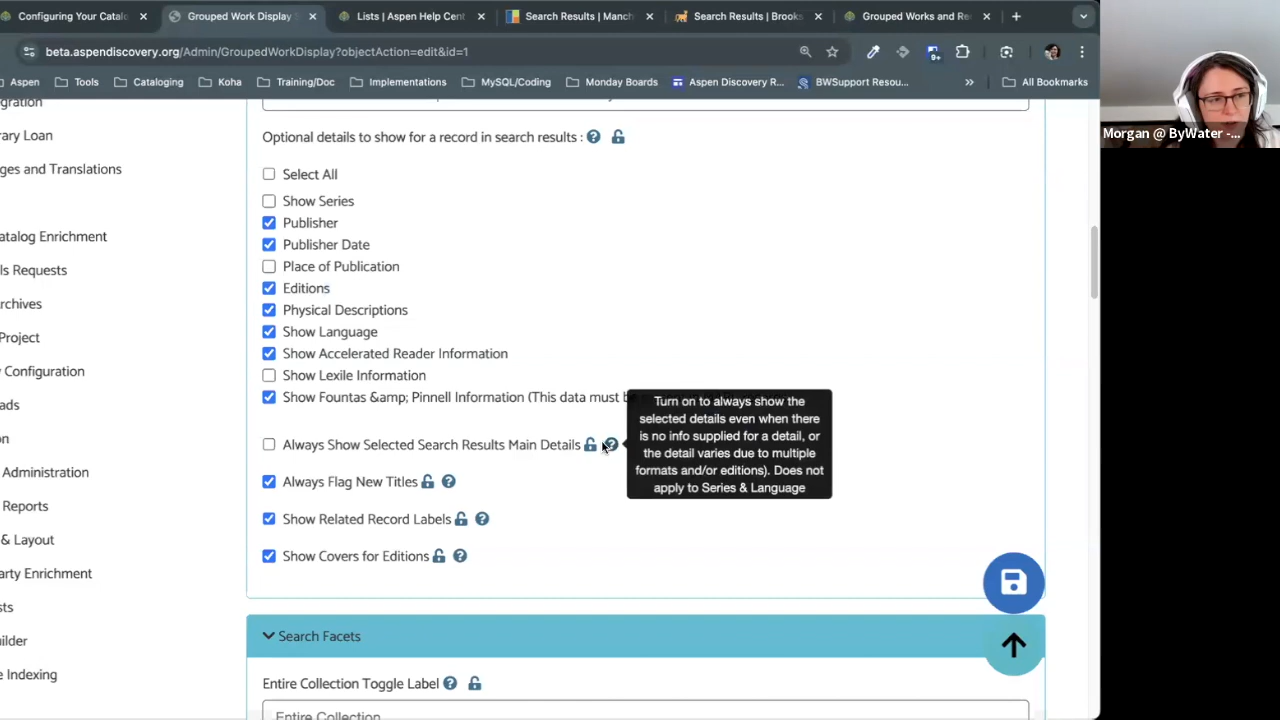 Configuring Your Catal
Grouped Work Display S
Lists | Aspen Help Cent
Search Results | Manch
Search Results | Brooks
Grouped Works and Re
beta.aspendiscovery.org/Admin/GroupedWorkDisplay?objectAction=edit&id=1
9+
Aspen
Tools
Cataloging
Koha
Training/Doc
Implementations
MySQL/Coding
Monday Boards
Aspen Discovery R...
BWSupport Resou...
»
All Bookmarks
Morgan @ ByWater -...
gration
rary Loan
ges and Translations
atalog Enrichment
ls Requests
rchives
Project
Configuration
ads
on
Administration
Reports
& Layout
arty Enrichment
sts
uilder
e Indexing
Optional details to show for a record in search results :
Select All
Show Series
Publisher
Publisher Date
Place of Publication
Editions
Physical Descriptions
Show Language
Show Accelerated Reader Information
Show Lexile Information
Show Fountas &amp; Pinnell Information (This data must b
Always Show Selected Search Results Main Details
Turn on to always show the
selected details even when there
is no info supplied for a detail, or
the detail varies due to multiple
formats and/or editions). Does not
apply to Series & Language
Always Flag New Titles
Show Related Record Labels
Show Covers for Editions
Search Facets
Entire Collection Toggle Label
Entire Collection